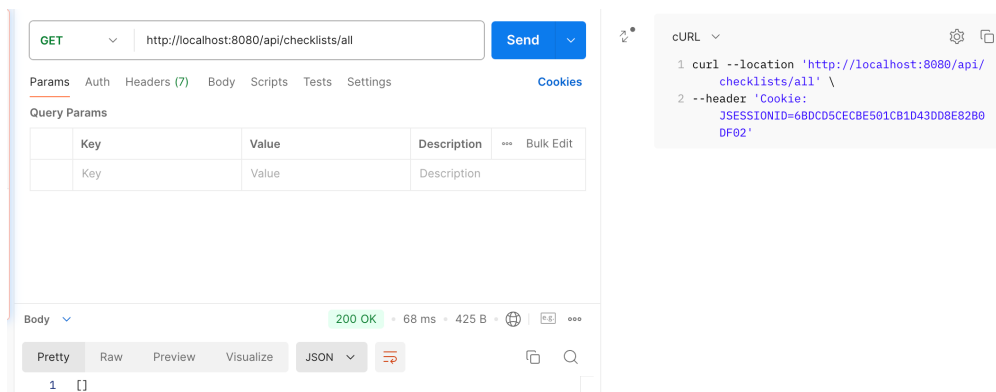 GET http://localhost:8080/api/checklists/all Send
Params Auth Headers (7) Body Scripts Tests Settings Cookies
Query Params
Key Value Description Bulk Edit
Key Value Description
Body 200 OK 68 ms 425 B e.g.
Pretty Raw Preview Visualize JSON
1 []
cURL
1 curl --location 'http://localhost:8080/api/
checklists/all' \
2 --header 'Cookie:
JSESSIONID=6BDCD5CECBE501CB1D43DD8E82B0
DF02'